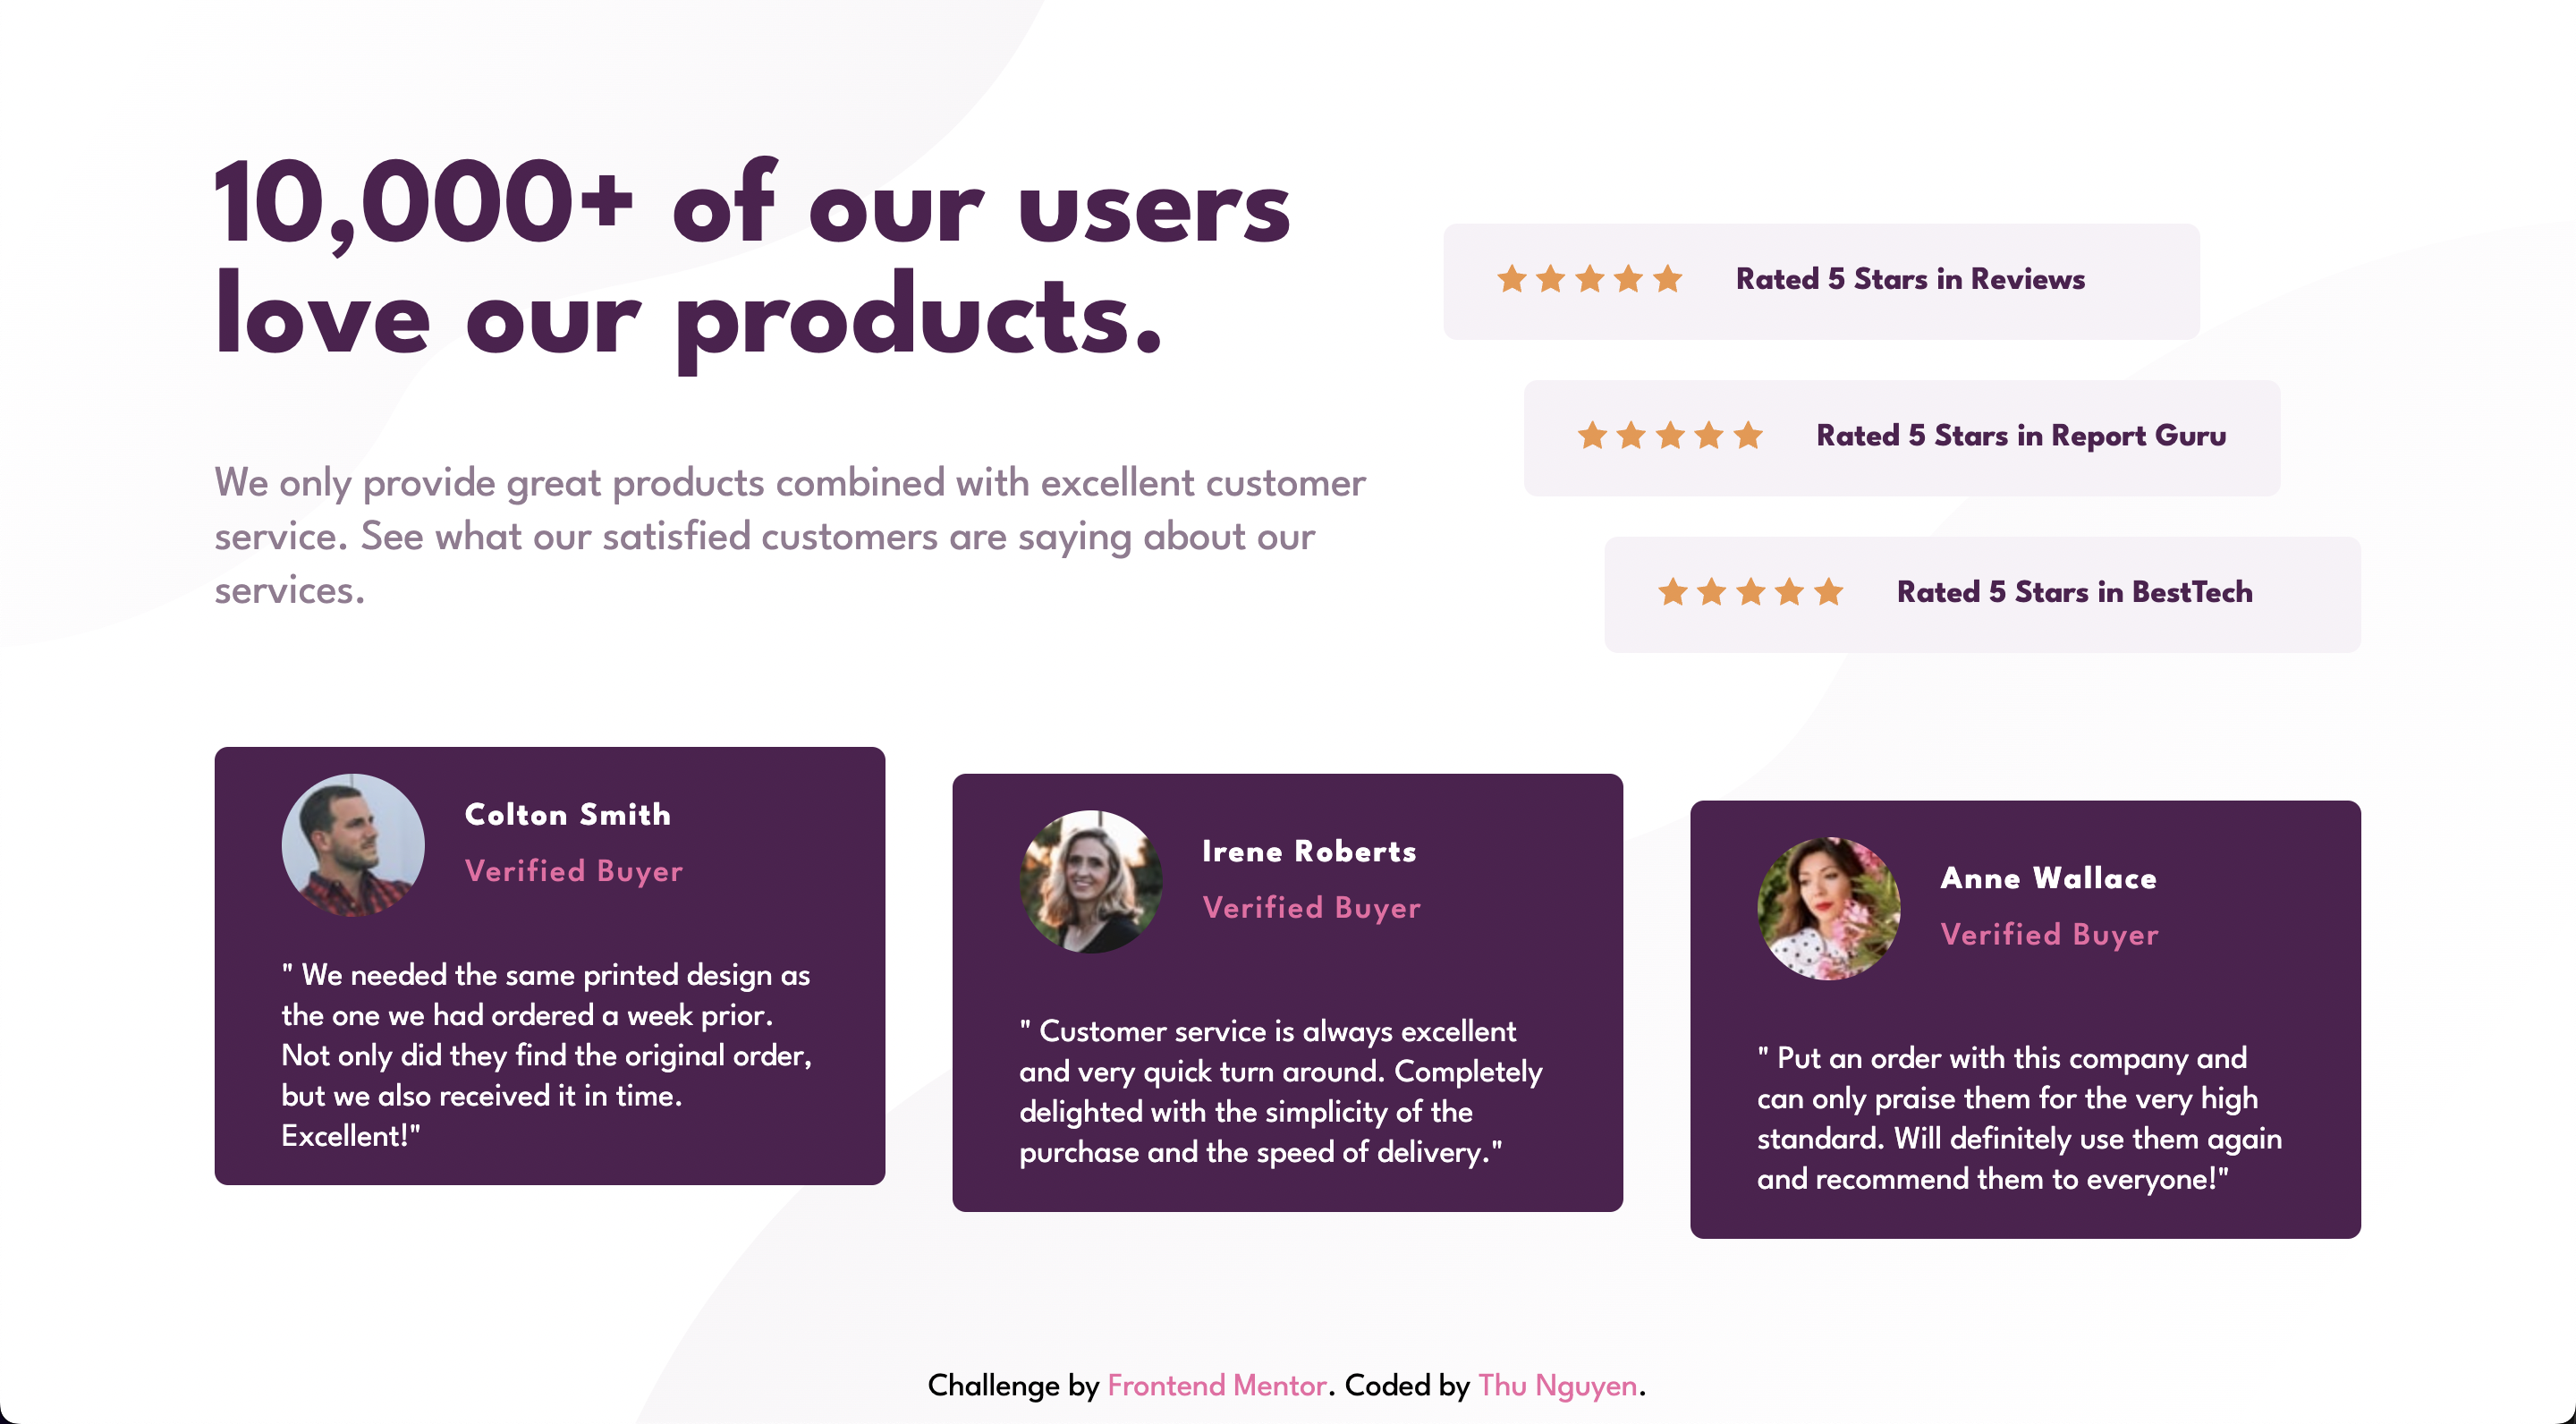 10,000+ of our users
love our products.
We only provide great products combined with excellent customer
service. See what our satisfied customers are saying about our
services.
Rated 5 Stars in Reviews
Rated 5 Stars in Report Guru
Rated 5 Stars in BestTech
Colton Smith
Verified Buyer
" We needed the same printed design as
the one we had ordered a week prior.
Not only did they find the original order,
but we also received it in time.
Excellent!"
Irene Roberts
Verified Buyer
" Customer service is always excellent
and very quick turn around. Completely
delighted with the simplicity of the
purchase and the speed of delivery."
Anne Wallace
Verified Buyer
" Put an order with this company and
can only praise them for the very high
standard. Will definitely use them again
and recommend them to everyone!"
Challenge by Frontend Mentor. Coded by Thu Nguyen.